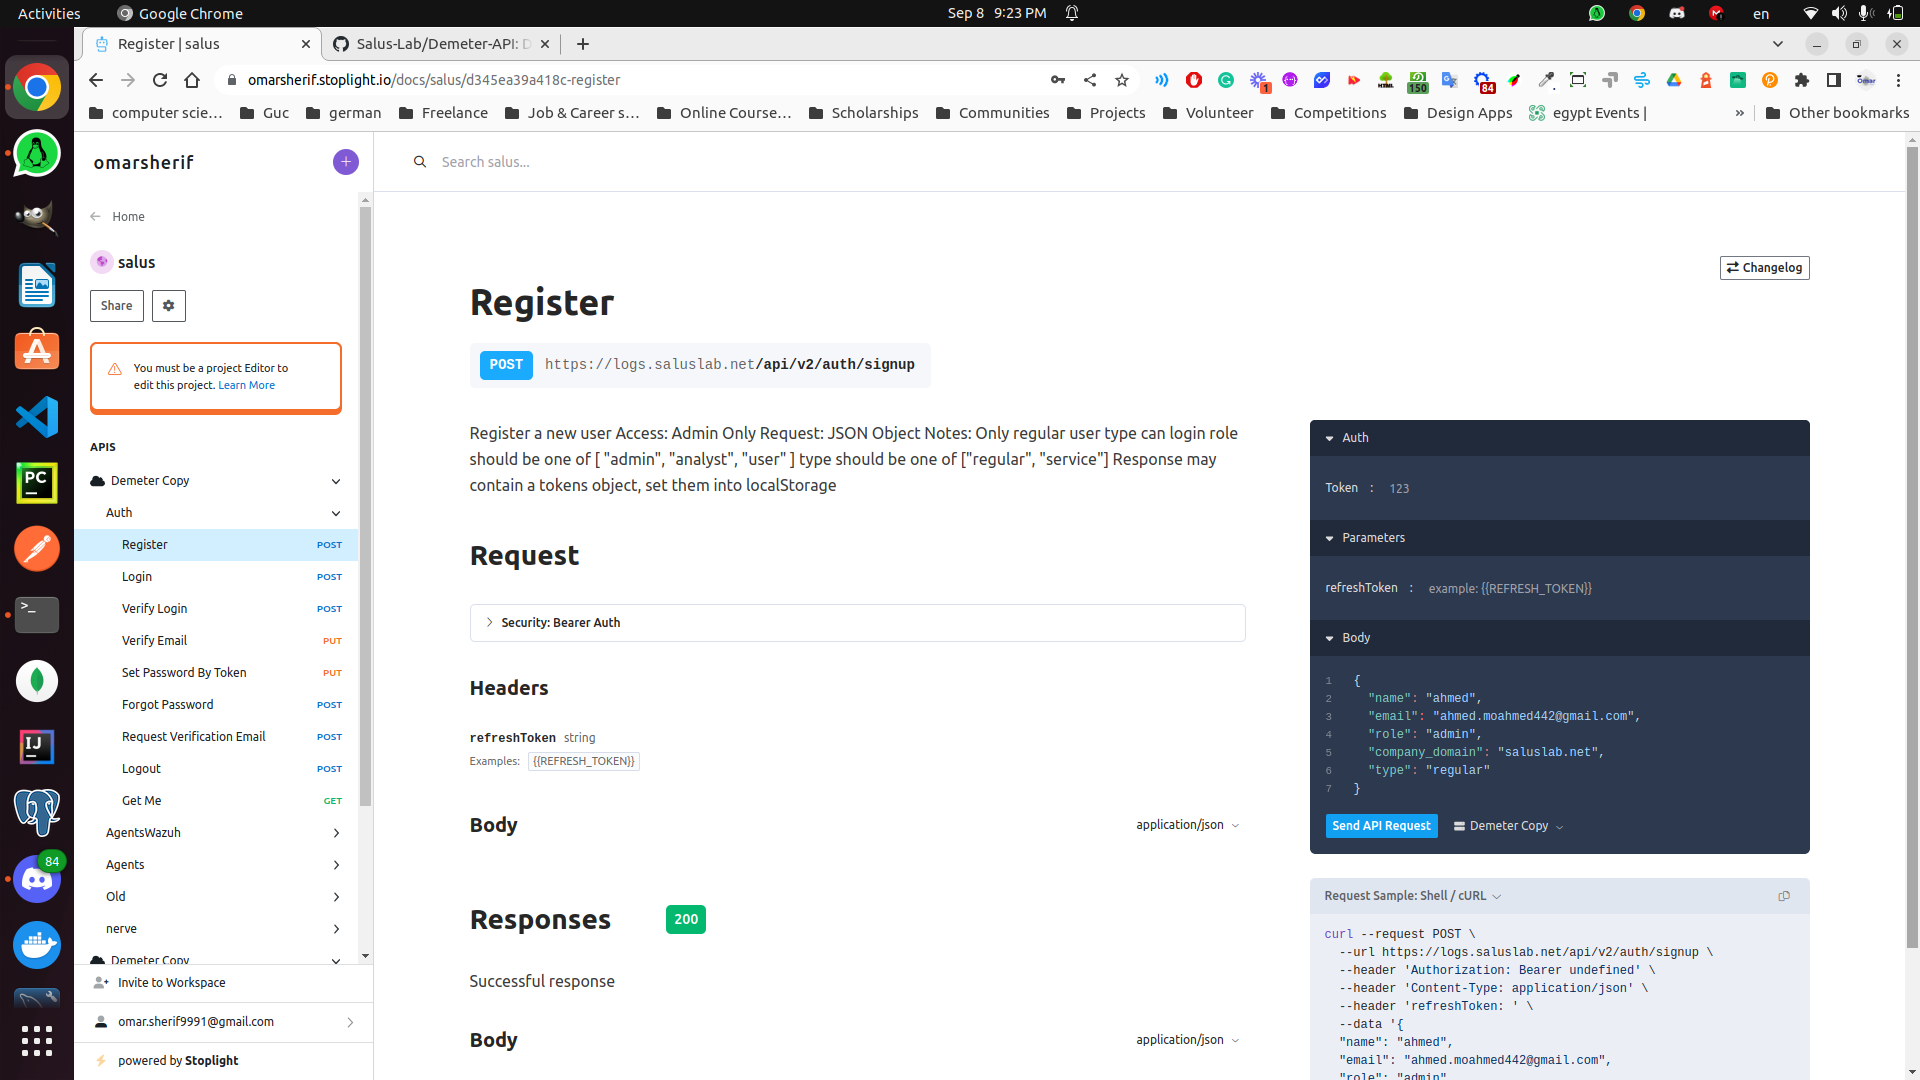 Activities
Google Chrome
Sep 8 9:23 PM
en
Register | salus
Salus-Lab/Demeter-API: D
omarsherif.stoplight.io/docs/salus/d345ea39a418c-register
1
150
84
computer scie...
Guc
german
Freelance
Job & Career s...
Online Course...
Scholarships
Communities
Projects
Volunteer
Competitions
Design Apps
egypt Events |
»
Other bookmarks
omarsherif
Search salus...
Home
salus
Share
You must be a project Editor to
edit this project. Learn More
APIS
Demeter Copy
Auth
Register POST
Login POST
Verify Login POST
Verify Email PUT
Set Password By Token PUT
Forgot Password POST
Request Verification Email POST
Logout POST
Get Me GET
AgentsWazuh
Agents
Old
nerve
Demeter Copy
Invite to Workspace
omar.sherif9991@gmail.com
powered by Stoplight
84
Changelog
Register
POST https://logs.saluslab.net/api/v2/auth/signup
Register a new user Access: Admin Only Request: JSON Object Notes: Only regular user type can login role
should be one of [ "admin", "analyst", "user" ] type should be one of ["regular", "service"] Response may
contain a tokens object, set them into localStorage
Request
Security: Bearer Auth
Headers
refreshToken string
Examples: {{REFRESH_TOKEN}}
Body
application/json
Responses
200
Successful response
Body
application/json
Auth
Token : 123
Parameters
refreshToken : example: {{REFRESH_TOKEN}}
Body
1 {
2 "name": "ahmed",
3 "email": "ahmed.moahmed442@gmail.com",
4 "role": "admin",
5 "company_domain": "saluslab.net",
6 "type": "regular"
7 }
Send API Request
Demeter Copy
Request Sample: Shell / cURL
curl --request POST \
--url https://logs.saluslab.net/api/v2/auth/signup \
--header 'Authorization: Bearer undefined' \
--header 'Content-Type: application/json' \
--header 'refreshToken: ' \
--data '{
"name": "ahmed",
"email": "ahmed.moahmed442@gmail.com",
"role": "admin"